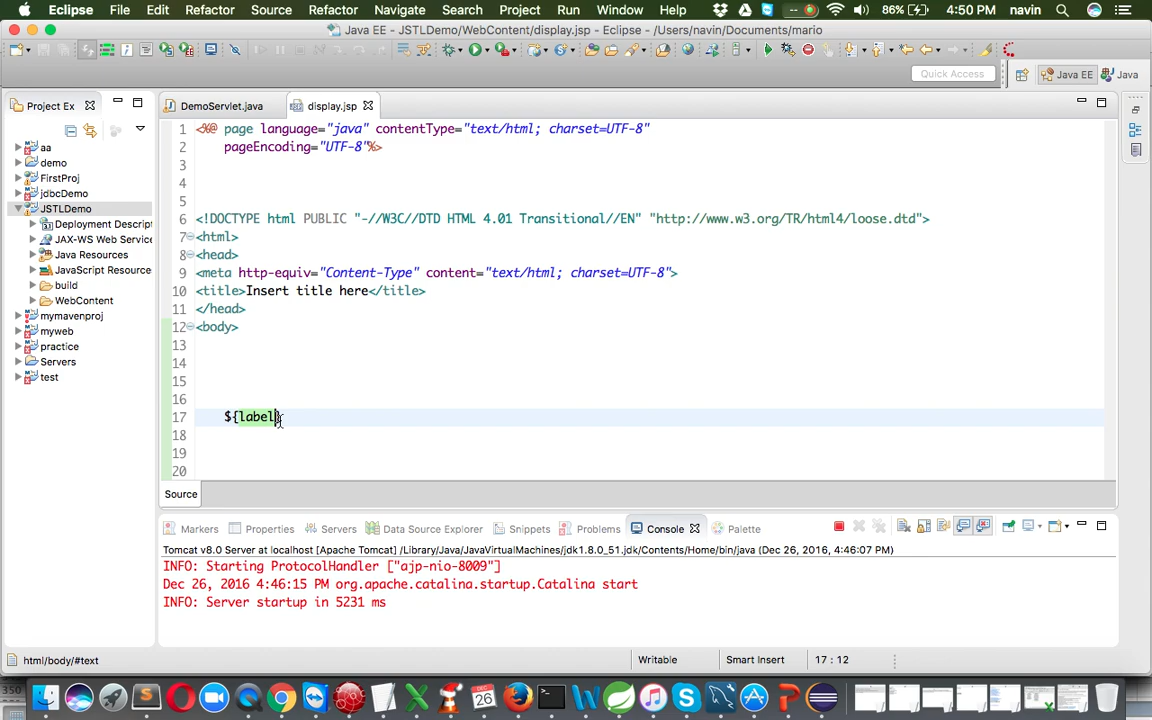 Eclipse File Edit Refactor Source Refactor Navigate Search Project Run Window Help 86% Mon 4:50 PM navin
Java EE - JSTLDemo/WebContent/display.jsp - Eclipse - /Users/navin/Documents/mario
Quick Access Java EE Java
Project Ex
DemoServlet.java display.jsp
aa
demo
FirstProj
jdbcDemo
JSTLDemo
Deployment Descript
JAX-WS Web Service
Java Resources
JavaScript Resource
build
WebContent
mymavenproj
myweb
practice
Servers
test
1 <%@ page language="java" contentType="text/html; charset=UTF-8"
2 pageEncoding="UTF-8"%>
3
4
5
6 <!DOCTYPE html PUBLIC "-//W3C//DTD HTML 4.01 Transitional//EN" "http://www.w3.org/TR/html4/loose.dtd">
7 <html>
8 <head>
9 <meta http-equiv="Content-Type" content="text/html; charset=UTF-8">
10 <title>Insert title here</title>
11 </head>
12 <body>
13
14
15
16
17 ${label}
18
19
20
Source
Markers Properties Servers Data Source Explorer Snippets Problems Console Palette
Tomcat v8.0 Server at localhost [Apache Tomcat] /Library/Java/JavaVirtualMachines/jdk1.8.0_51.jdk/Contents/Home/bin/java (Dec 26, 2016 4:46:07 PM)
INFO: Starting ProtocolHandler ["ajp-nio-8009"]
Dec 26, 2016 4:46:15 PM org.apache.catalina.startup.Catalina start
INFO: Server startup in 5231 ms
html/body/#text Writable Smart Insert 17 : 12